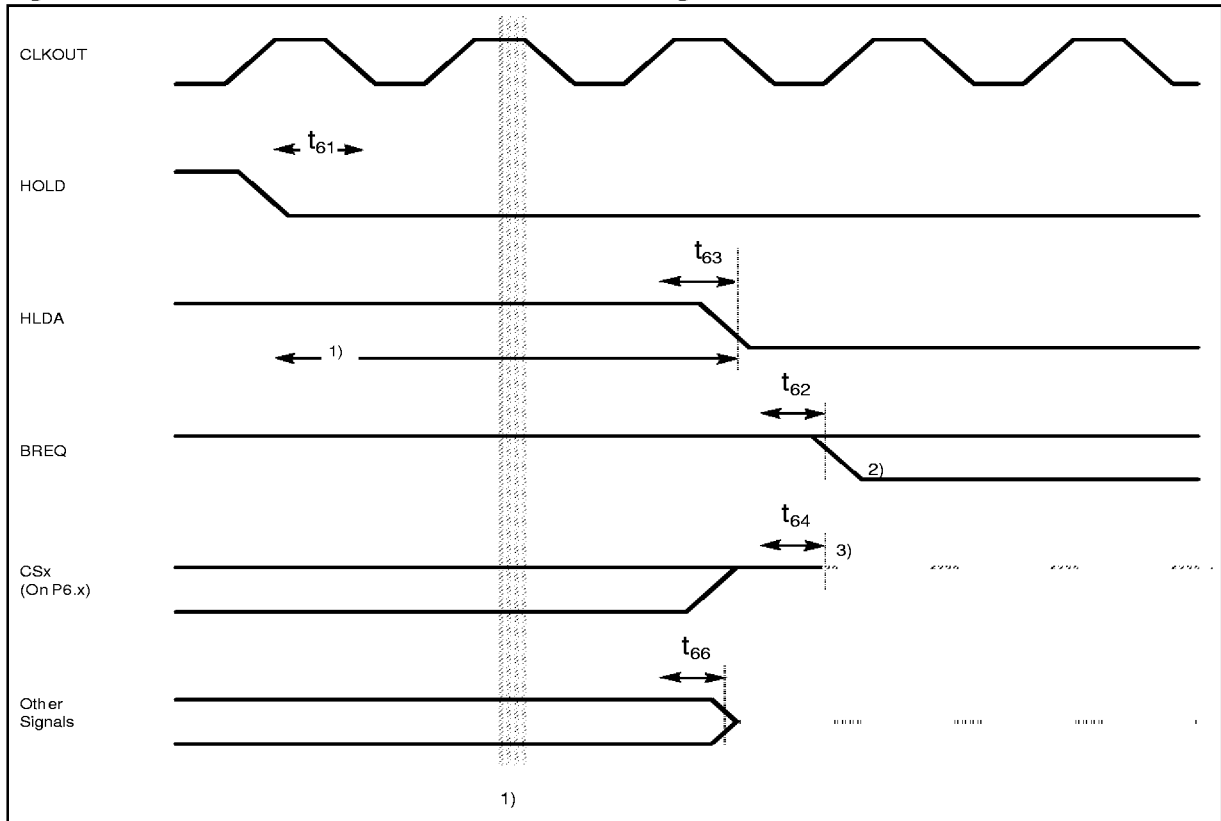 CLKOUT
t61
HOLD
t63
HLDA
1)
t62
BREQ
2)
t64
3)
CSx
(On P6.x)
t66
Other
Signals
1)